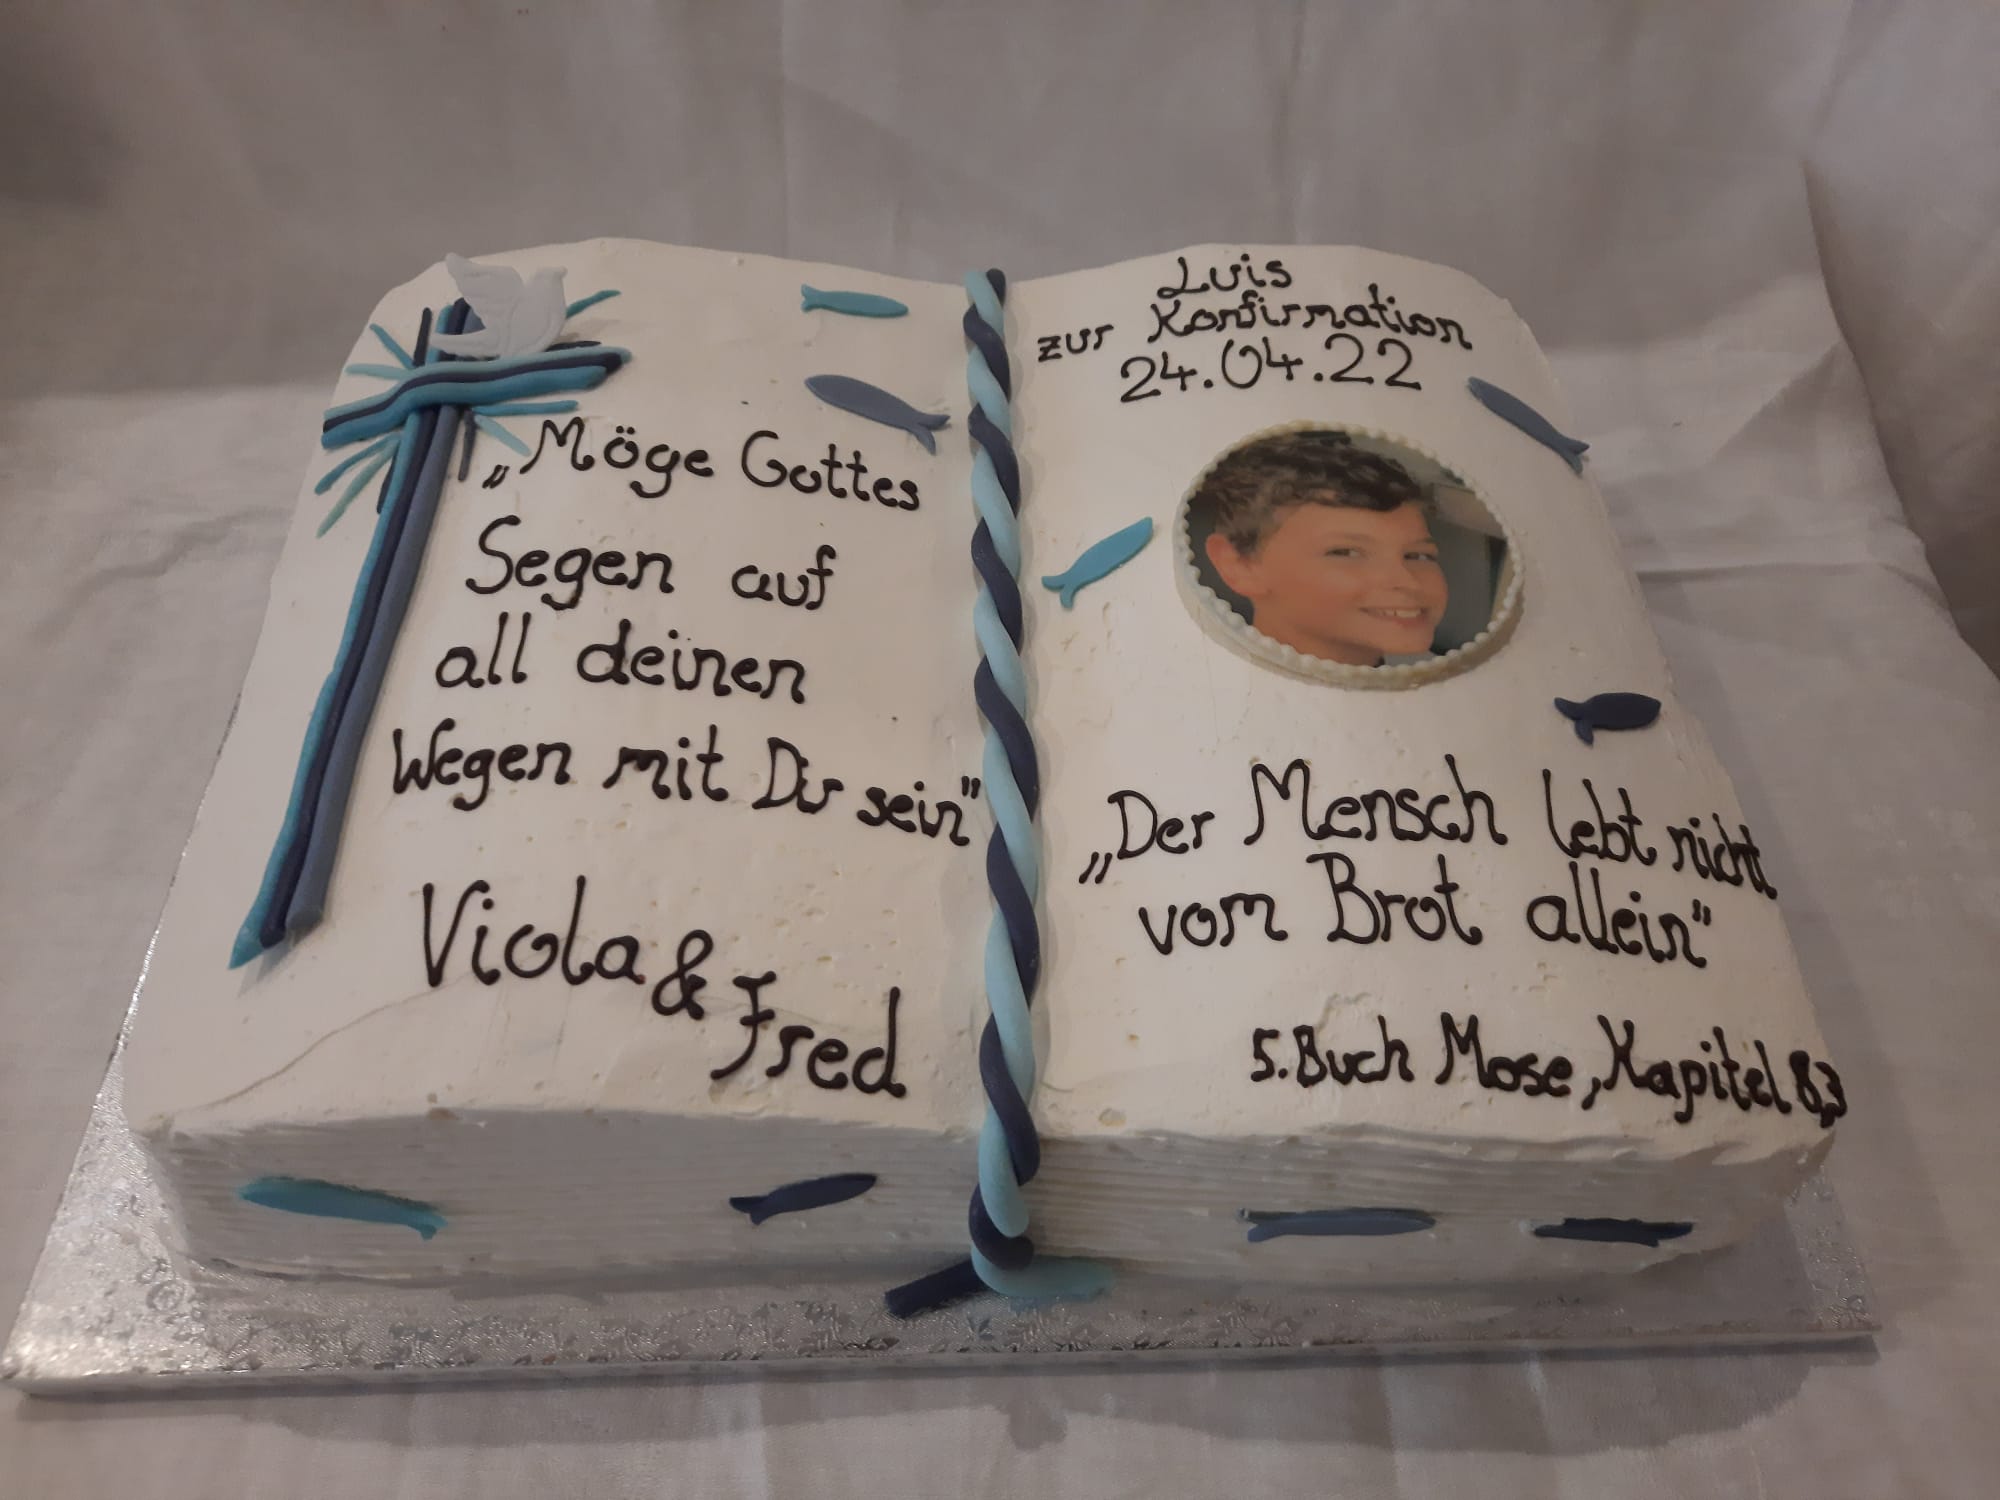 „Möge Gottes
Segen auf
all deinen
Wegen mit Dir sein"
Viola &
Fred
Luis
zur Konfirmation
24.04.22
„Der Mensch lebt nicht
vom Brot allein"
5. Buch Mose, Kapitel 8,3